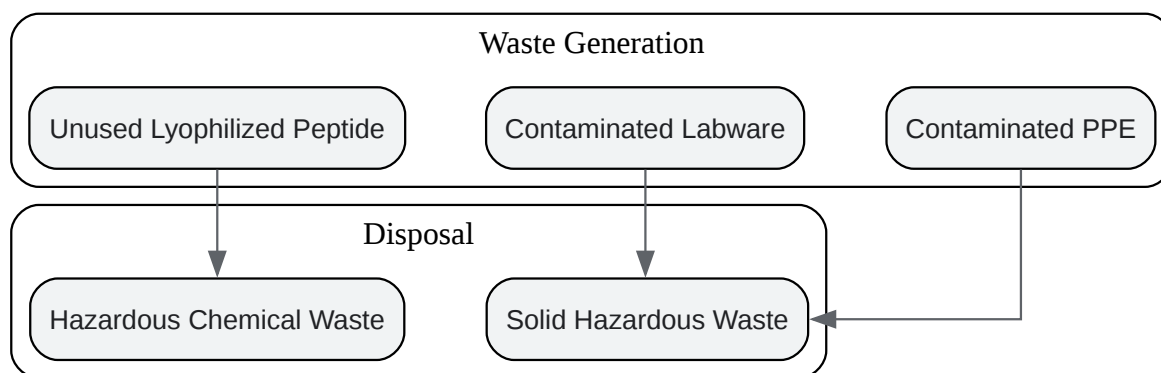 Waste Generation
Unused Lyophilized Peptide
Contaminated Labware
Contaminated PPE
Disposal
Hazardous Chemical Waste
Solid Hazardous Waste